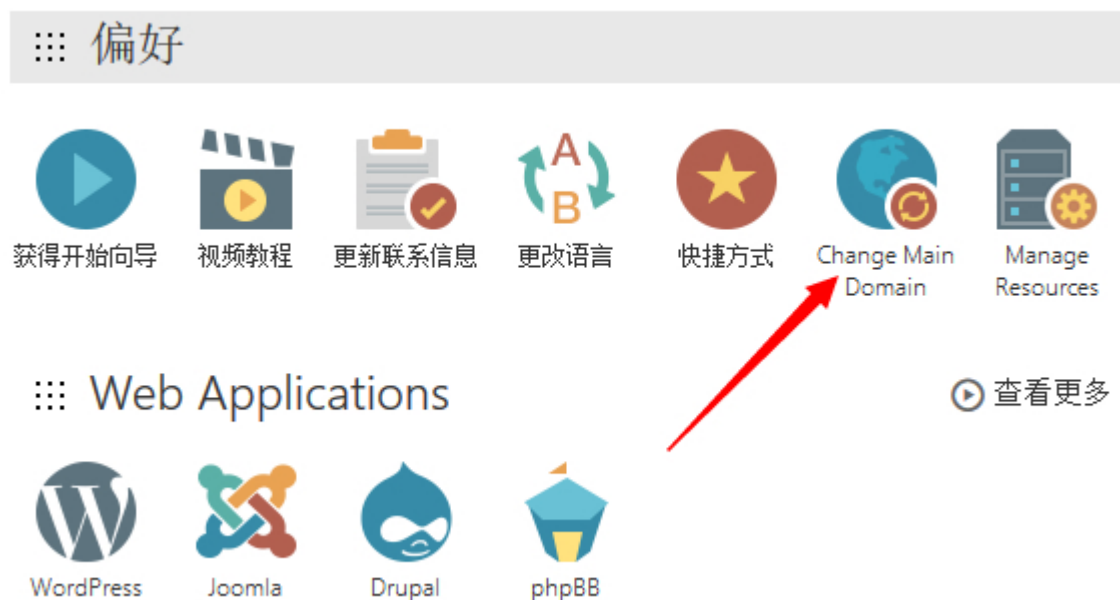 偏好
获得开始向导
视频教程
更新联系信息
A
B
更改语言
快捷方式
Change Main
Domain
Manage
Resources
Web Applications
查看更多
WordPress
Joomla
Drupal
phpBB